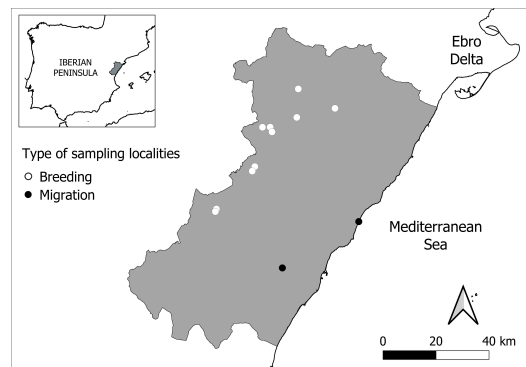 IBERIAN
PENINSULA
Ebro
Delta
Type of sampling localities
Breeding
Migration
Mediterranean
Sea
0 20 40 km